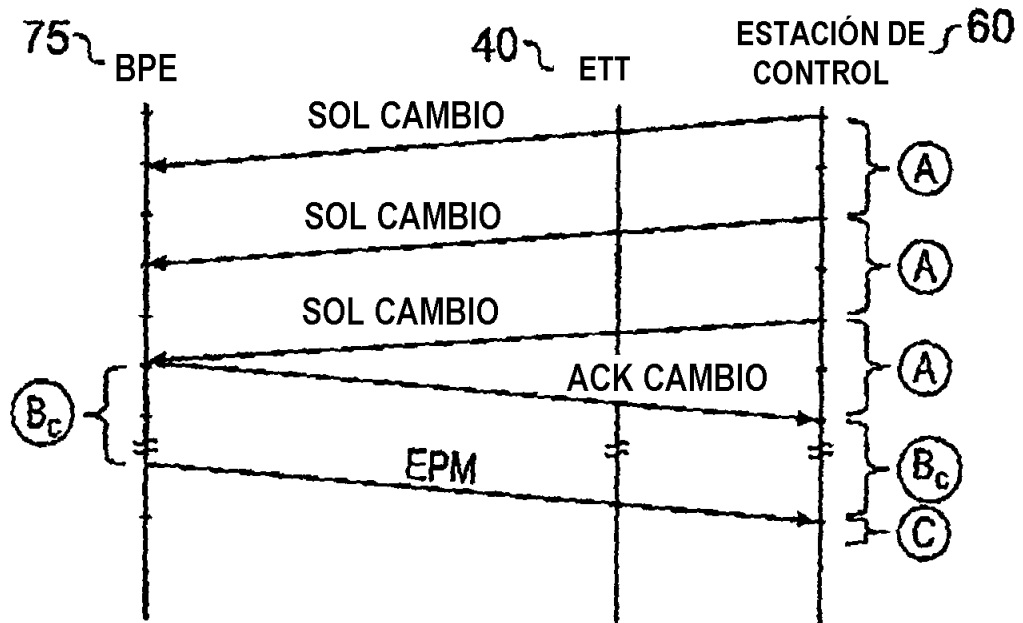 75 BPE
40 ETT
ESTACIÓN DE 60
CONTROL
SOL CAMBIO
A
SOL CAMBIO
A
SOL CAMBIO
A
ACK CAMBIO
Bc
EPM
Bc
C